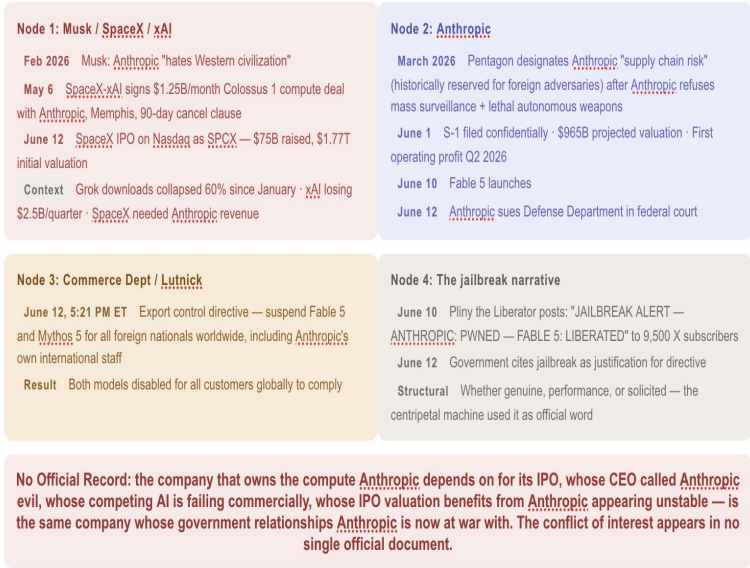 Node 1: Musk / SpaceX / xAI
Feb 2026 Musk: Anthropic "hates Western civilization"
May 6 SpaceX-xAI signs $1.25B/month Colossus 1 compute deal
with Anthropic, Memphis, 90-day cancel clause
June 12 SpaceX IPO on Nasdaq as SPCX — $75B raised, $1.77T
initial valuation
Context Grok downloads collapsed 60% since January · xAI losing
$2.5B/quarter · SpaceX needed Anthropic revenue
Node 2: Anthropic
March 2026 Pentagon designates Anthropic "supply chain risk"
(historically reserved for foreign adversaries) after Anthropic refuses
mass surveillance + lethal autonomous weapons
June 1 S-1 filed confidentially · $965B projected valuation · First
operating profit Q2 2026
June 10 Fable 5 launches
June 12 Anthropic sues Defense Department in federal court
Node 3: Commerce Dept / Lutnick
June 12, 5:21 PM ET Export control directive — suspend Fable 5
and Mythos 5 for all foreign nationals worldwide, including Anthropic's
own international staff
Result Both models disabled for all customers globally to comply
Node 4: The jailbreak narrative
June 10 Pliny the Liberator posts: "JAILBREAK ALERT —
ANTHROPIC: PWNED — FABLE 5: LIBERATED" to 9,500 X subscribers
June 12 Government cites jailbreak as justification for directive
Structural Whether genuine, performance, or solicited — the
centripetal machine used it as official word
No Official Record: the company that owns the compute Anthropic depends on for its IPO, whose CEO called Anthropic
evil, whose competing AI is failing commercially, whose IPO valuation benefits from Anthropic appearing unstable — is
the same company whose government relationships Anthropic is now at war with. The conflict of interest appears in no
single official document.